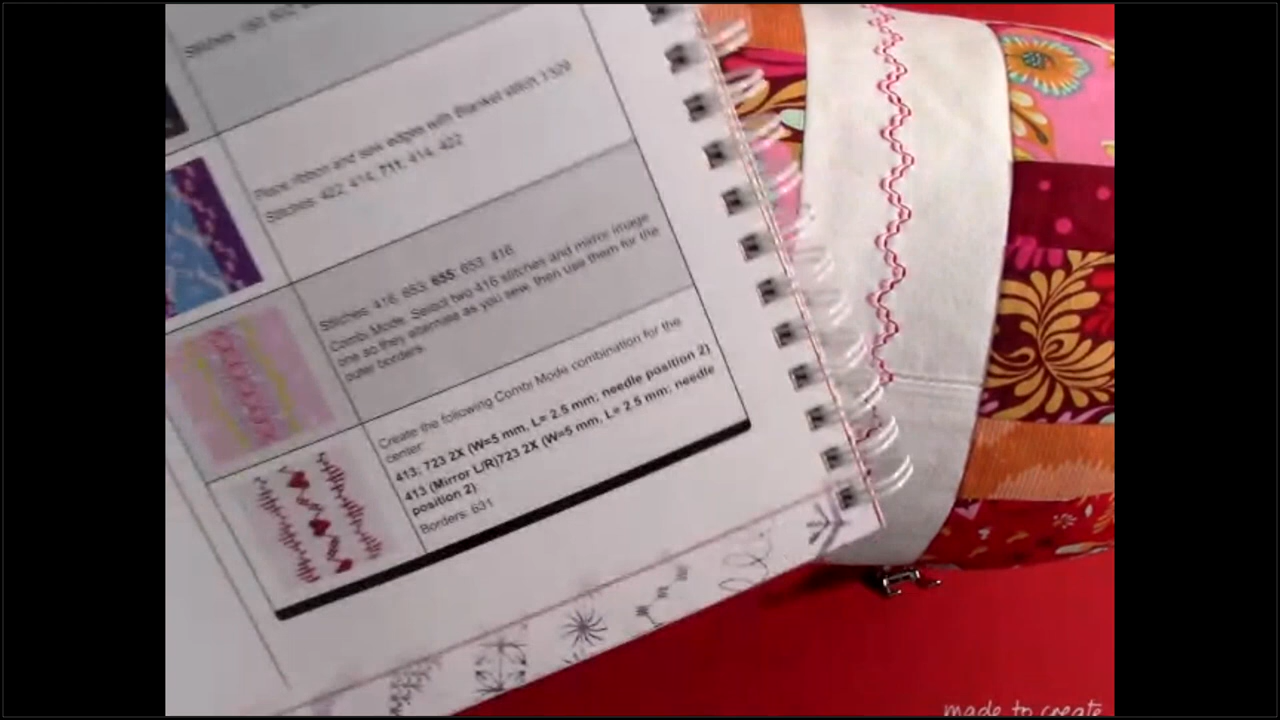 Place ribbon and sew edges with Blanket stitch 1329
Stitches: 422, 414, 711, 414, 422
Stitches: 416, 653, 655, 653, 416
Combi Mode. Select two 416 stitches and mirror image
one so they alternate as you sew, then use them for the
outer borders.
Create the following Combi Mode combination for the
center:
413; 723 2X (W=5 mm, L= 2.5 mm; needle position 2)
413 (Mirror L/R)723 2X (W=5 mm, L= 2.5 mm; needle
position 2)
Borders: 631
made to create